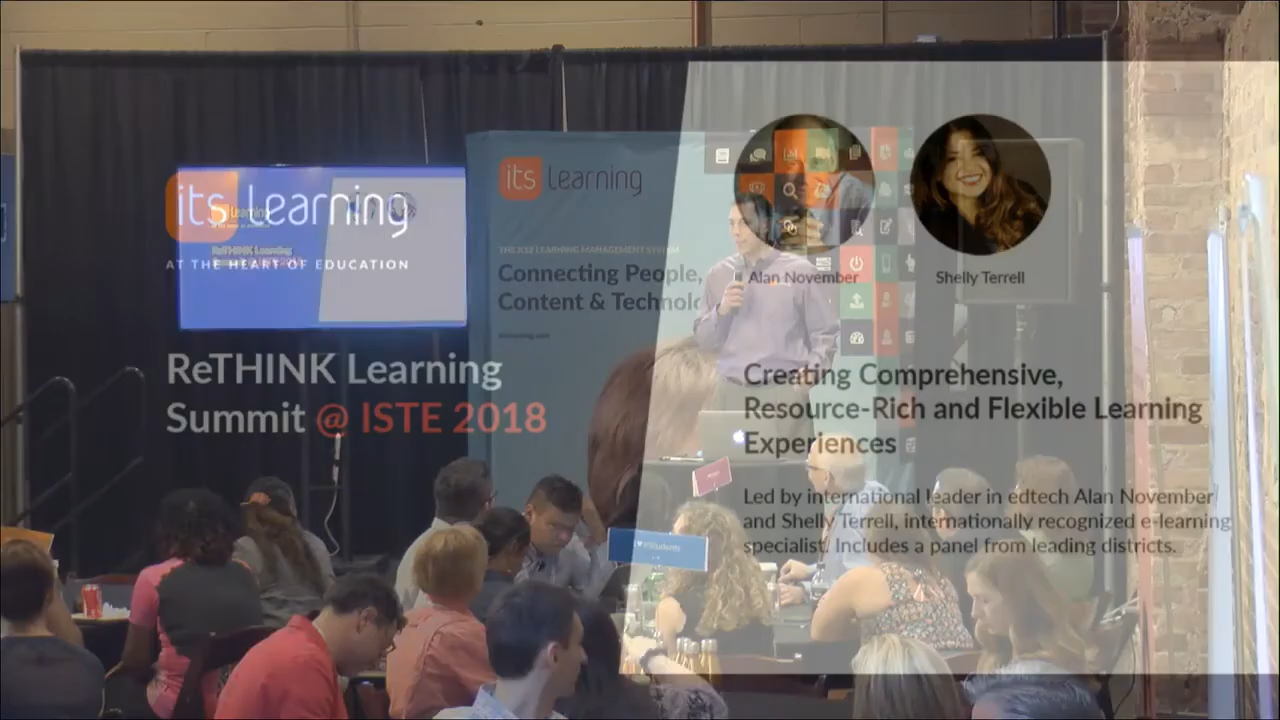 its learning
AT THE HEART OF EDUCATION
ReTHINK Learning
Summit @ ISTE 2018
its Learning
Connecting People,
Content & Technolo
ReTHINK Learning
Alan November
Shelly Terrell
Creating Comprehensive,
Resource-Rich and Flexible Learning
Experiences
Led by international leader in edtech Alan November
and Shelly Terrell, internationally recognized e-learning
specialist. Includes a panel from leading districts.